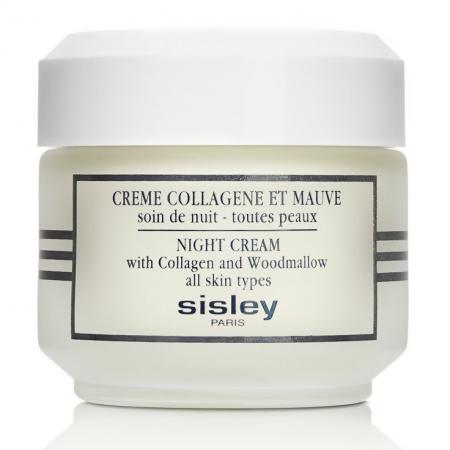 CREME COLLAGENE ET MAUVE
soin de nuit - toutes peaux
NIGHT CREAM
with Collagen and Woodmallow
all skin types
sisley
PARIS